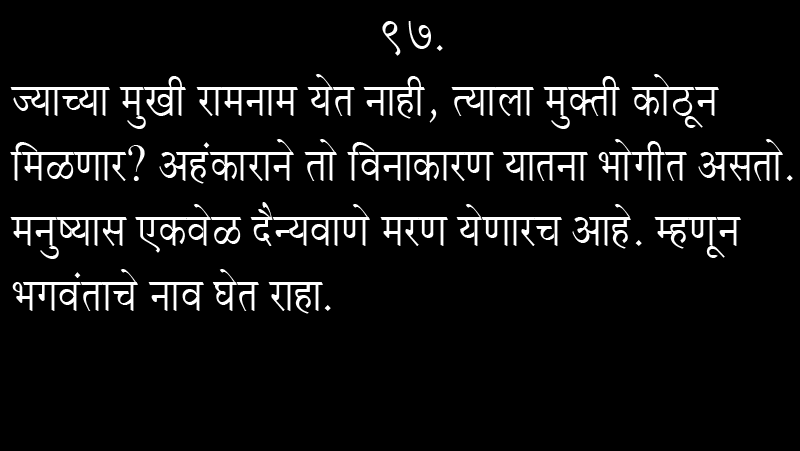 ९७.
ज्याच्या मुखी रामनाम येत नाही, त्याला मुक्ती कोठून
मिळणार? अहंकाराने तो विनाकारण यातना भोगीत असतो.
मनुष्यास एकवेळ दैन्यवाणे मरण येणारच आहे. म्हणून
भगवंताचे नाव घेत राहा.